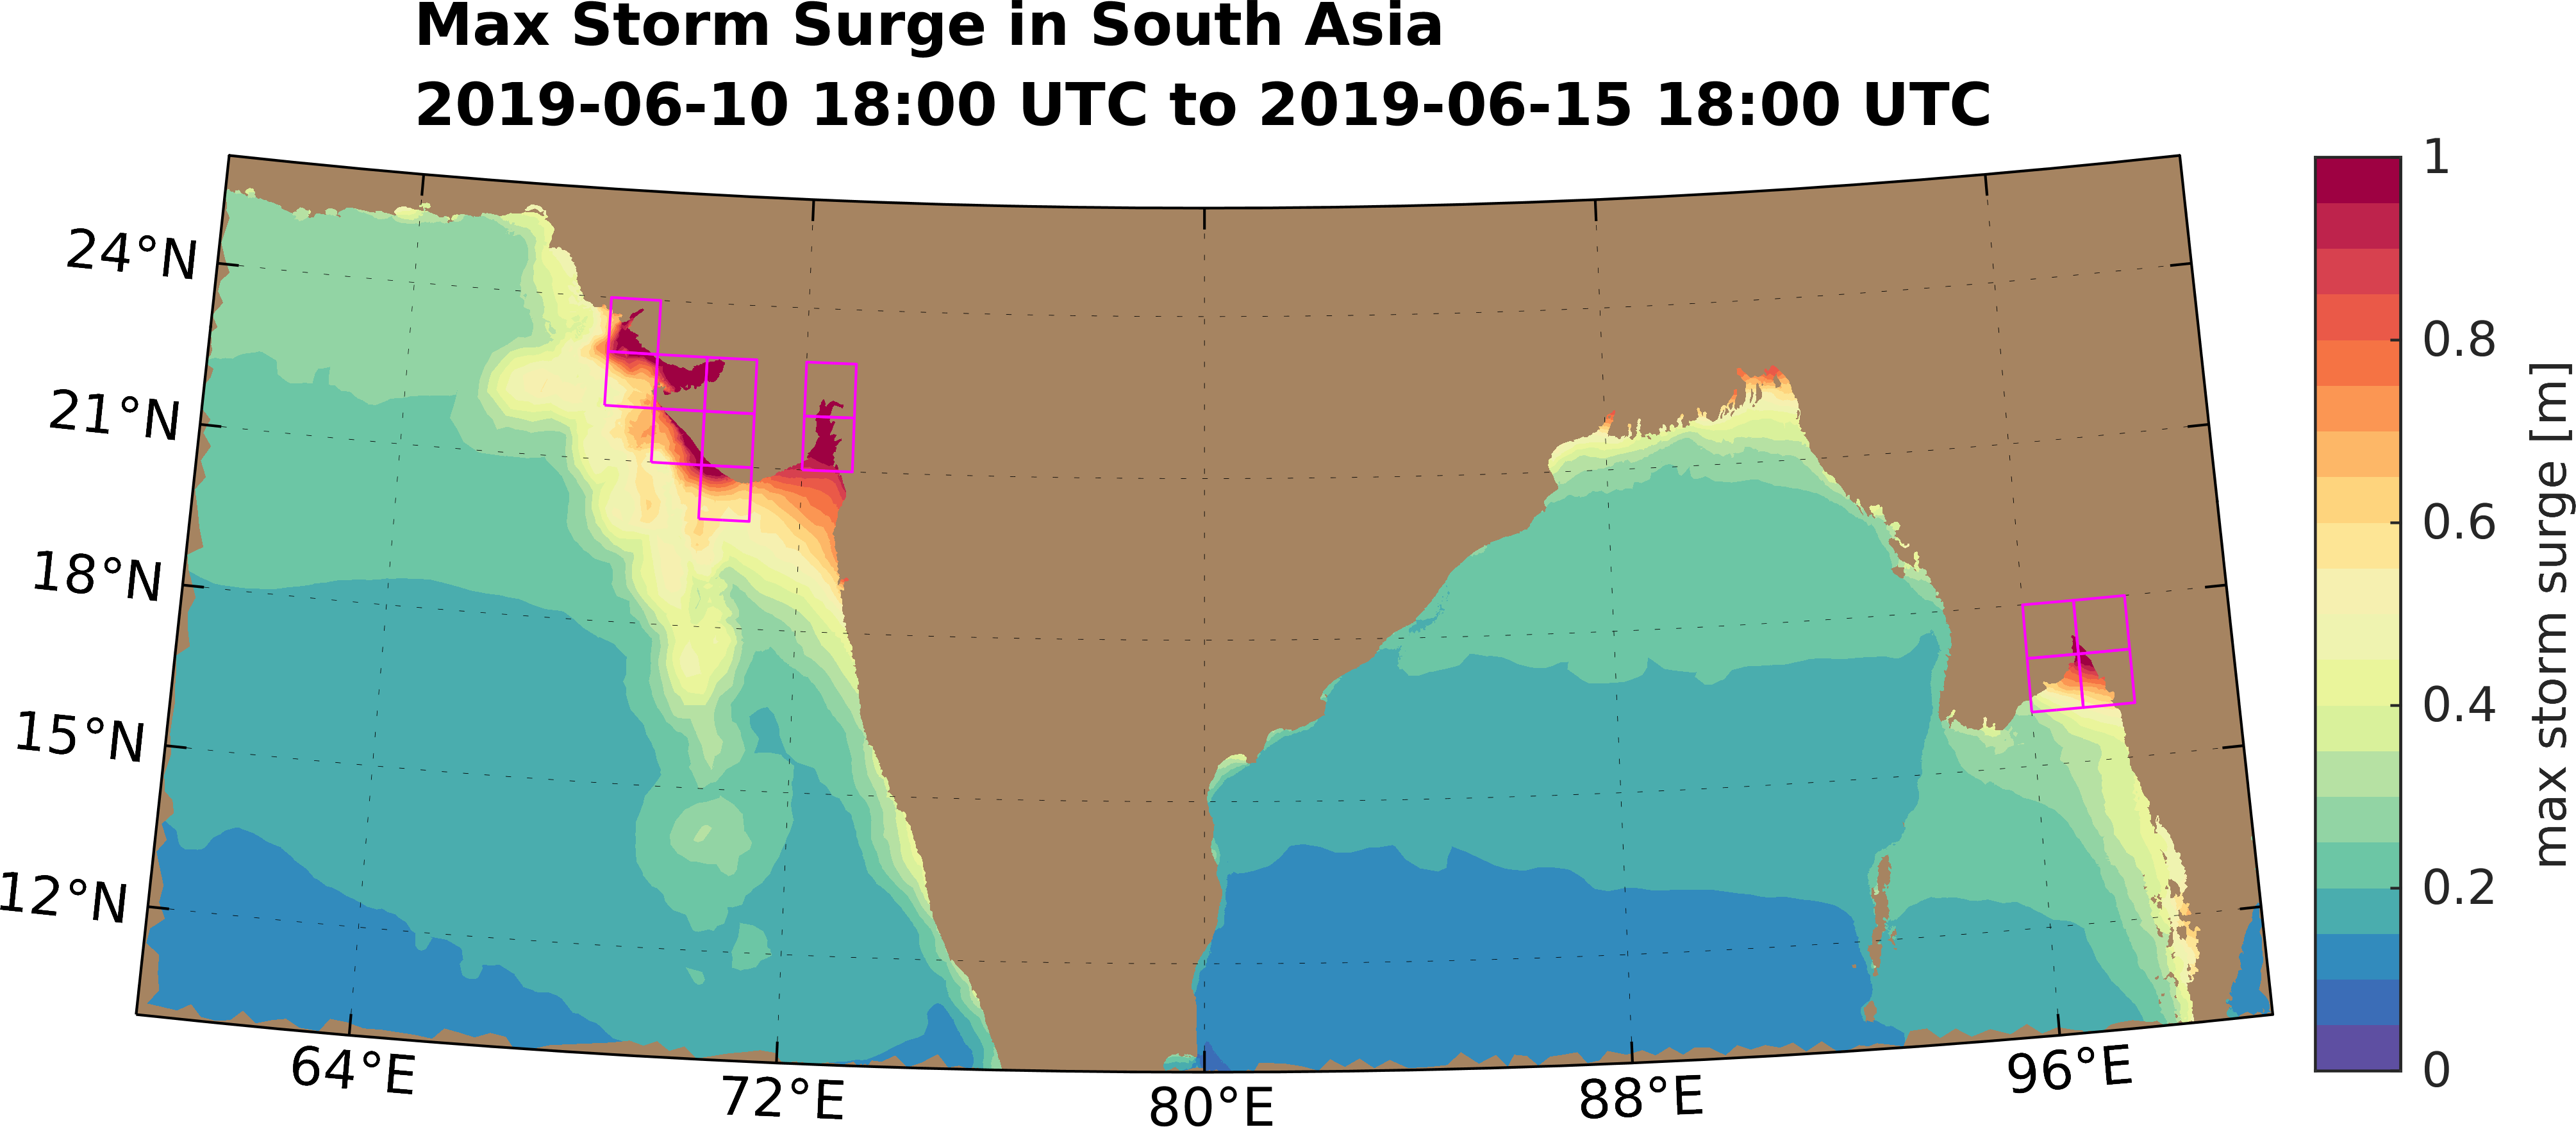 Max Storm Surge in South Asia
2019-06-10 18:00 UTC to 2019-06-15 18:00 UTC
24°N
21°N
18°N
15°N
12°N
64°E
72°E
80°E
88°E
96°E
1
0.8
0.6
0.4
0.2
0
max storm surge [m]